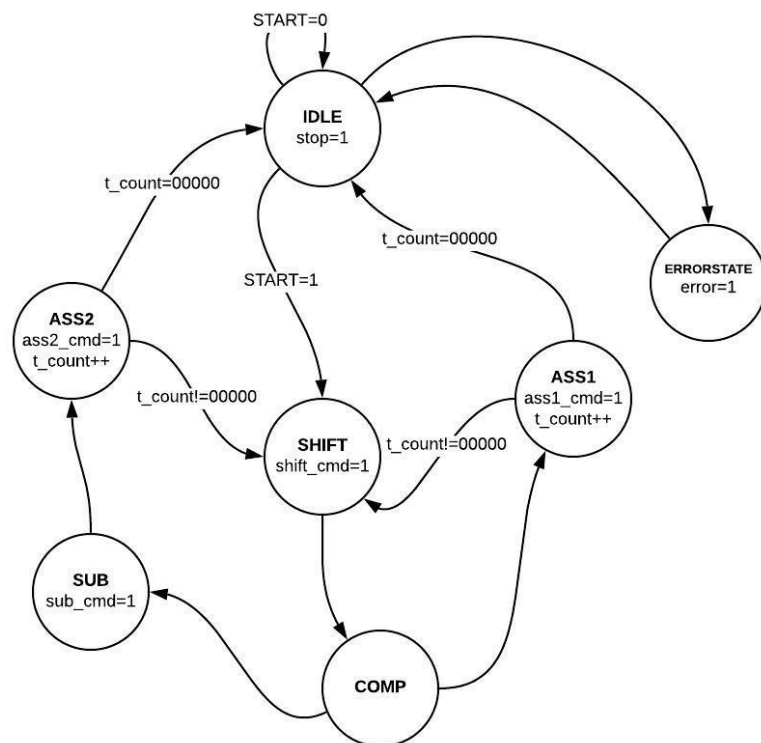 START=0
IDLE
stop=1
t_count=00000
t_count=00000
ERRORSTATE
error=1
START=1
ASS2
ass2_cmd=1
t_count++
ASS1
ass1_cmd=1
t_count++
t_count!=00000
t_count!=00000
SHIFT
shift_cmd=1
SUB
sub_cmd=1
COMP